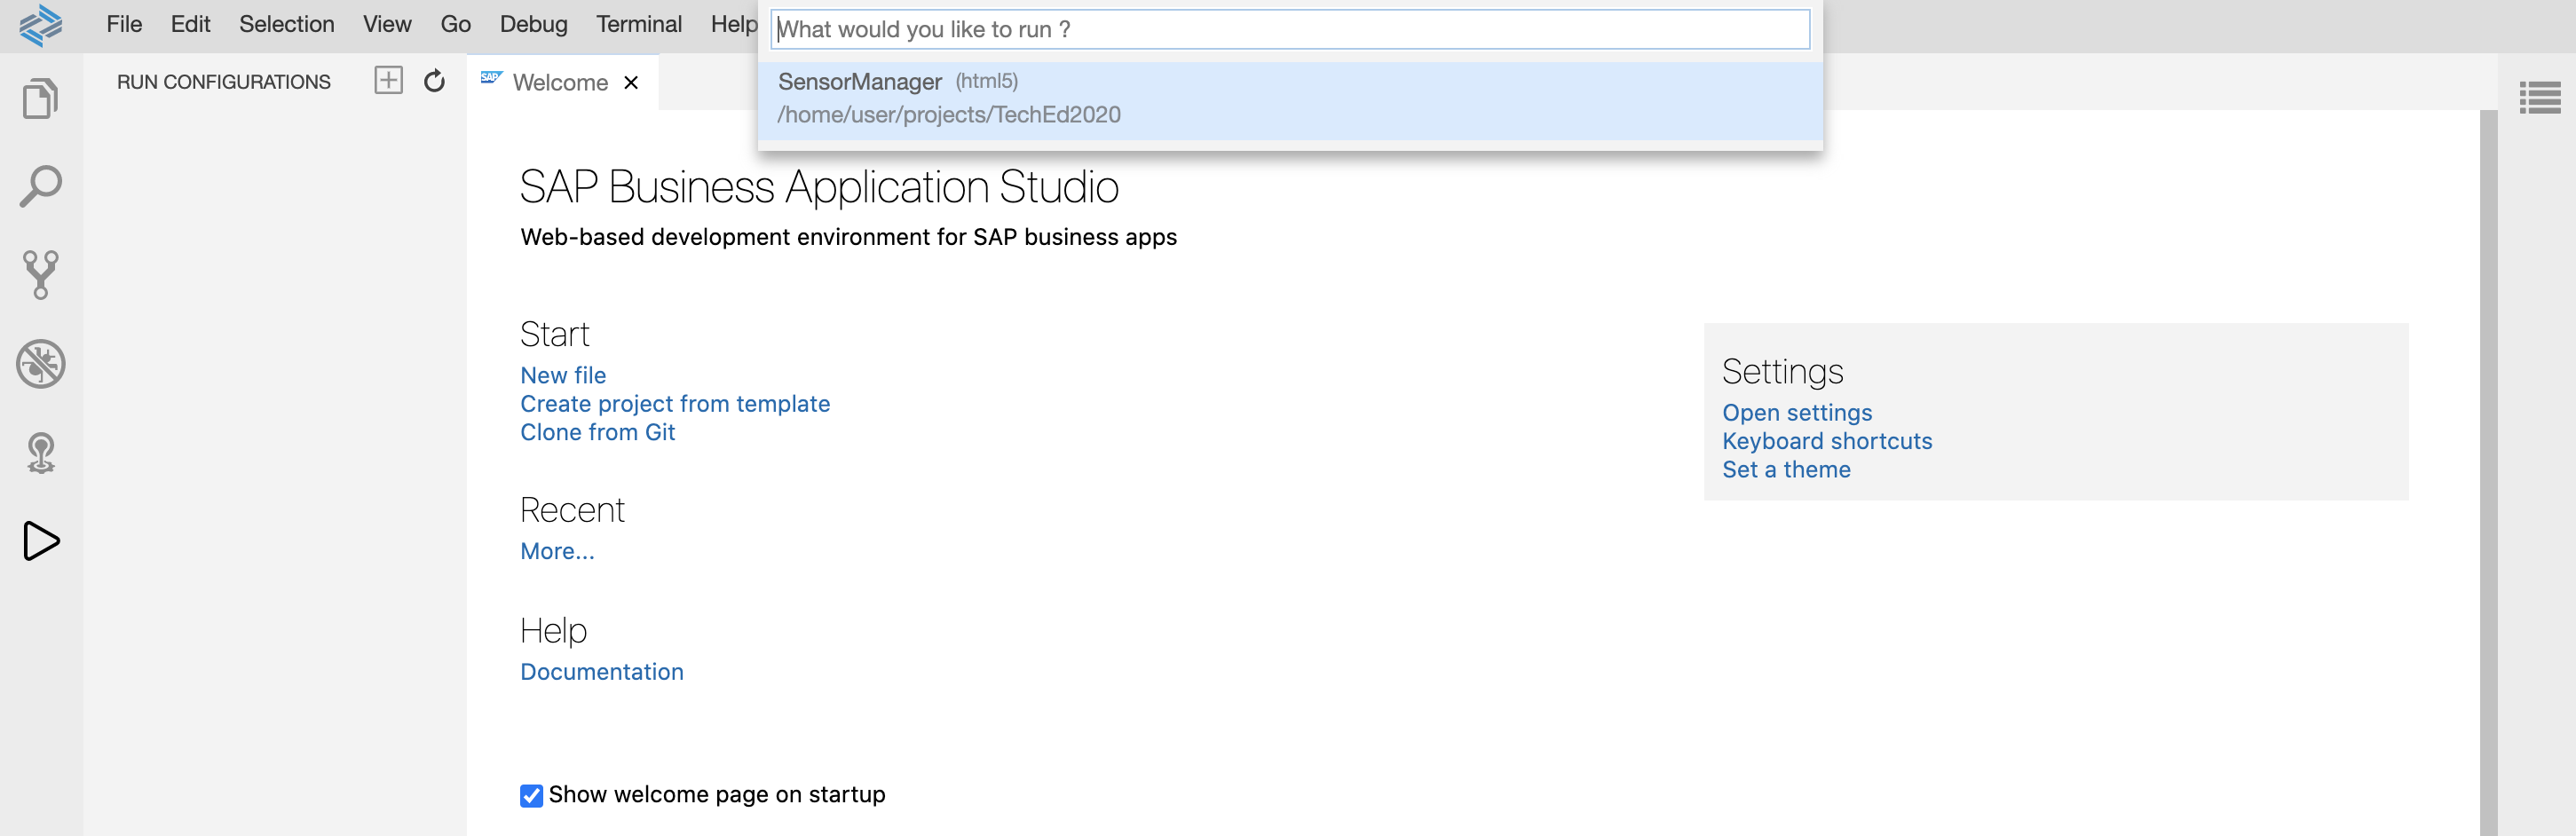 File Edit Selection View Go Debug Terminal Help
What would you like to run ?
SensorManager (html5)
/home/user/projects/TechEd2020
RUN CONFIGURATIONS
SAP Welcome
SAP Business Application Studio
Web-based development environment for SAP business apps
Start
New file
Create project from template
Clone from Git
Recent
More...
Help
Documentation
Settings
Open settings
Keyboard shortcuts
Set a theme
Show welcome page on startup